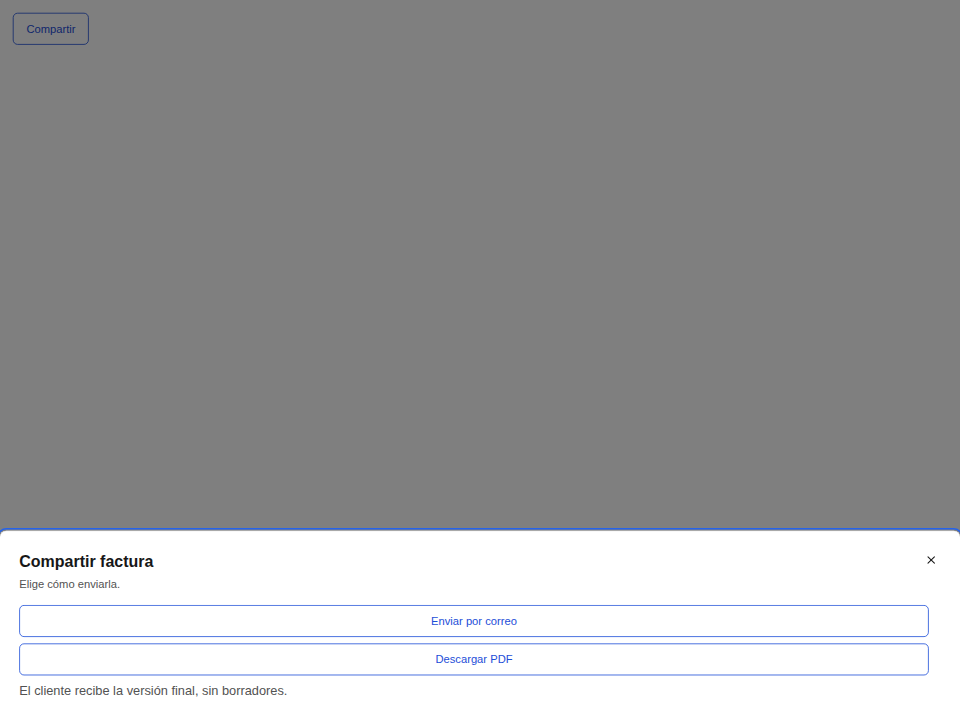 Compartir
Compartir factura
Elige cómo enviarla.
Enviar por correo
Descargar PDF
El cliente recibe la versión final, sin borradores.